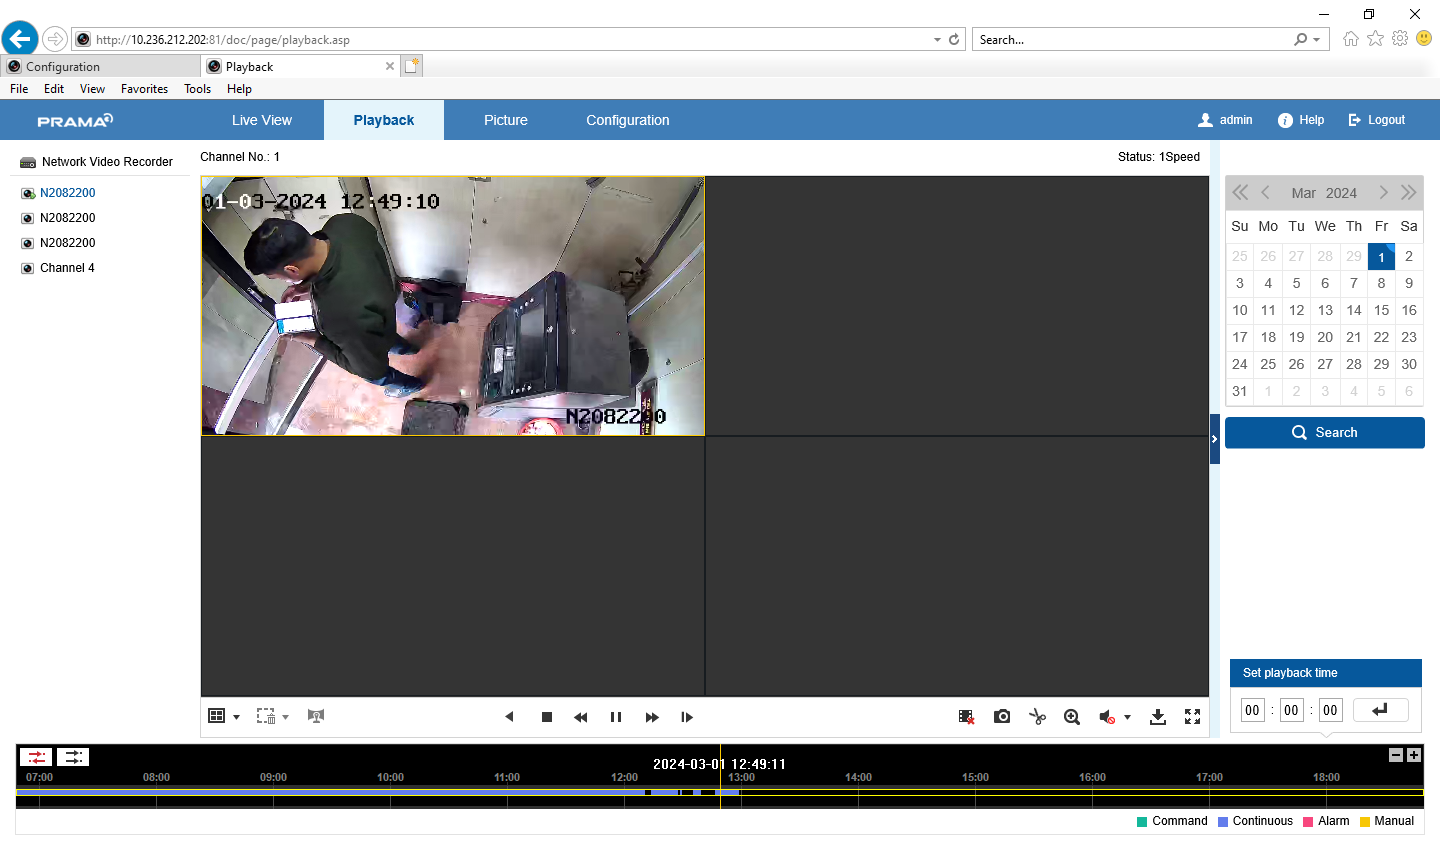 http://10.236.212.202:81/doc/page/playback.asp
Search...
Configuration
Playback
File Edit View Favorites Tools Help
PRAMA
Live View
Playback
Picture
Configuration
admin
Help
Logout
Network Video Recorder
N2082200
N2082200
N2082200
Channel 4
Channel No.: 1
Status: 1Speed
01-03-2024 12:49:10
N2082200
Mar 2024
Su Mo Tu We Th Fr Sa
25 26 27 28 29 1 2
3 4 5 6 7 8 9
10 11 12 13 14 15 16
17 18 19 20 21 22 23
24 25 26 27 28 29 30
31 1 2 3 4 5 6
Search
Set playback time
00 : 00 : 00
2024-03-01 12:49:11
07:00 08:00 09:00 10:00 11:00 12:00 13:00 14:00 15:00 16:00 17:00 18:00
Command Continuous Alarm Manual